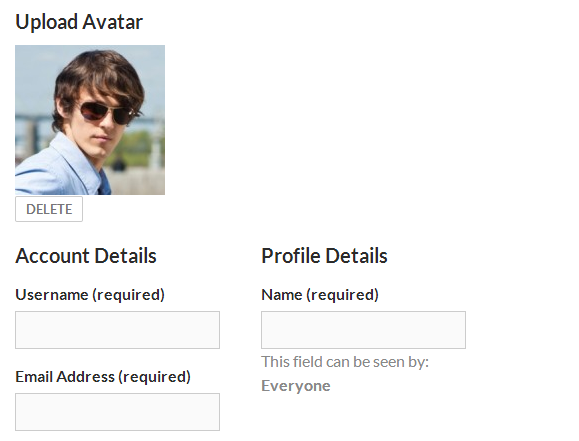 Upload Avatar
DELETE
Account Details
Username (required)
Email Address (required)
Profile Details
Name (required)
This field can be seen by:
Everyone